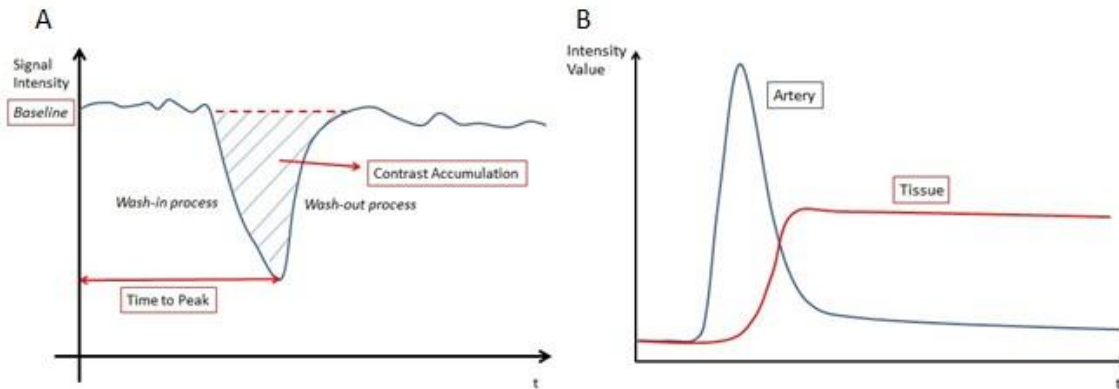 A
Signal
Intensity
Baseline
Contrast Accumulation
Wash-in process
Wash-out process
Time to Peak
t
B
Intensity
Value
Artery
Tissue
t